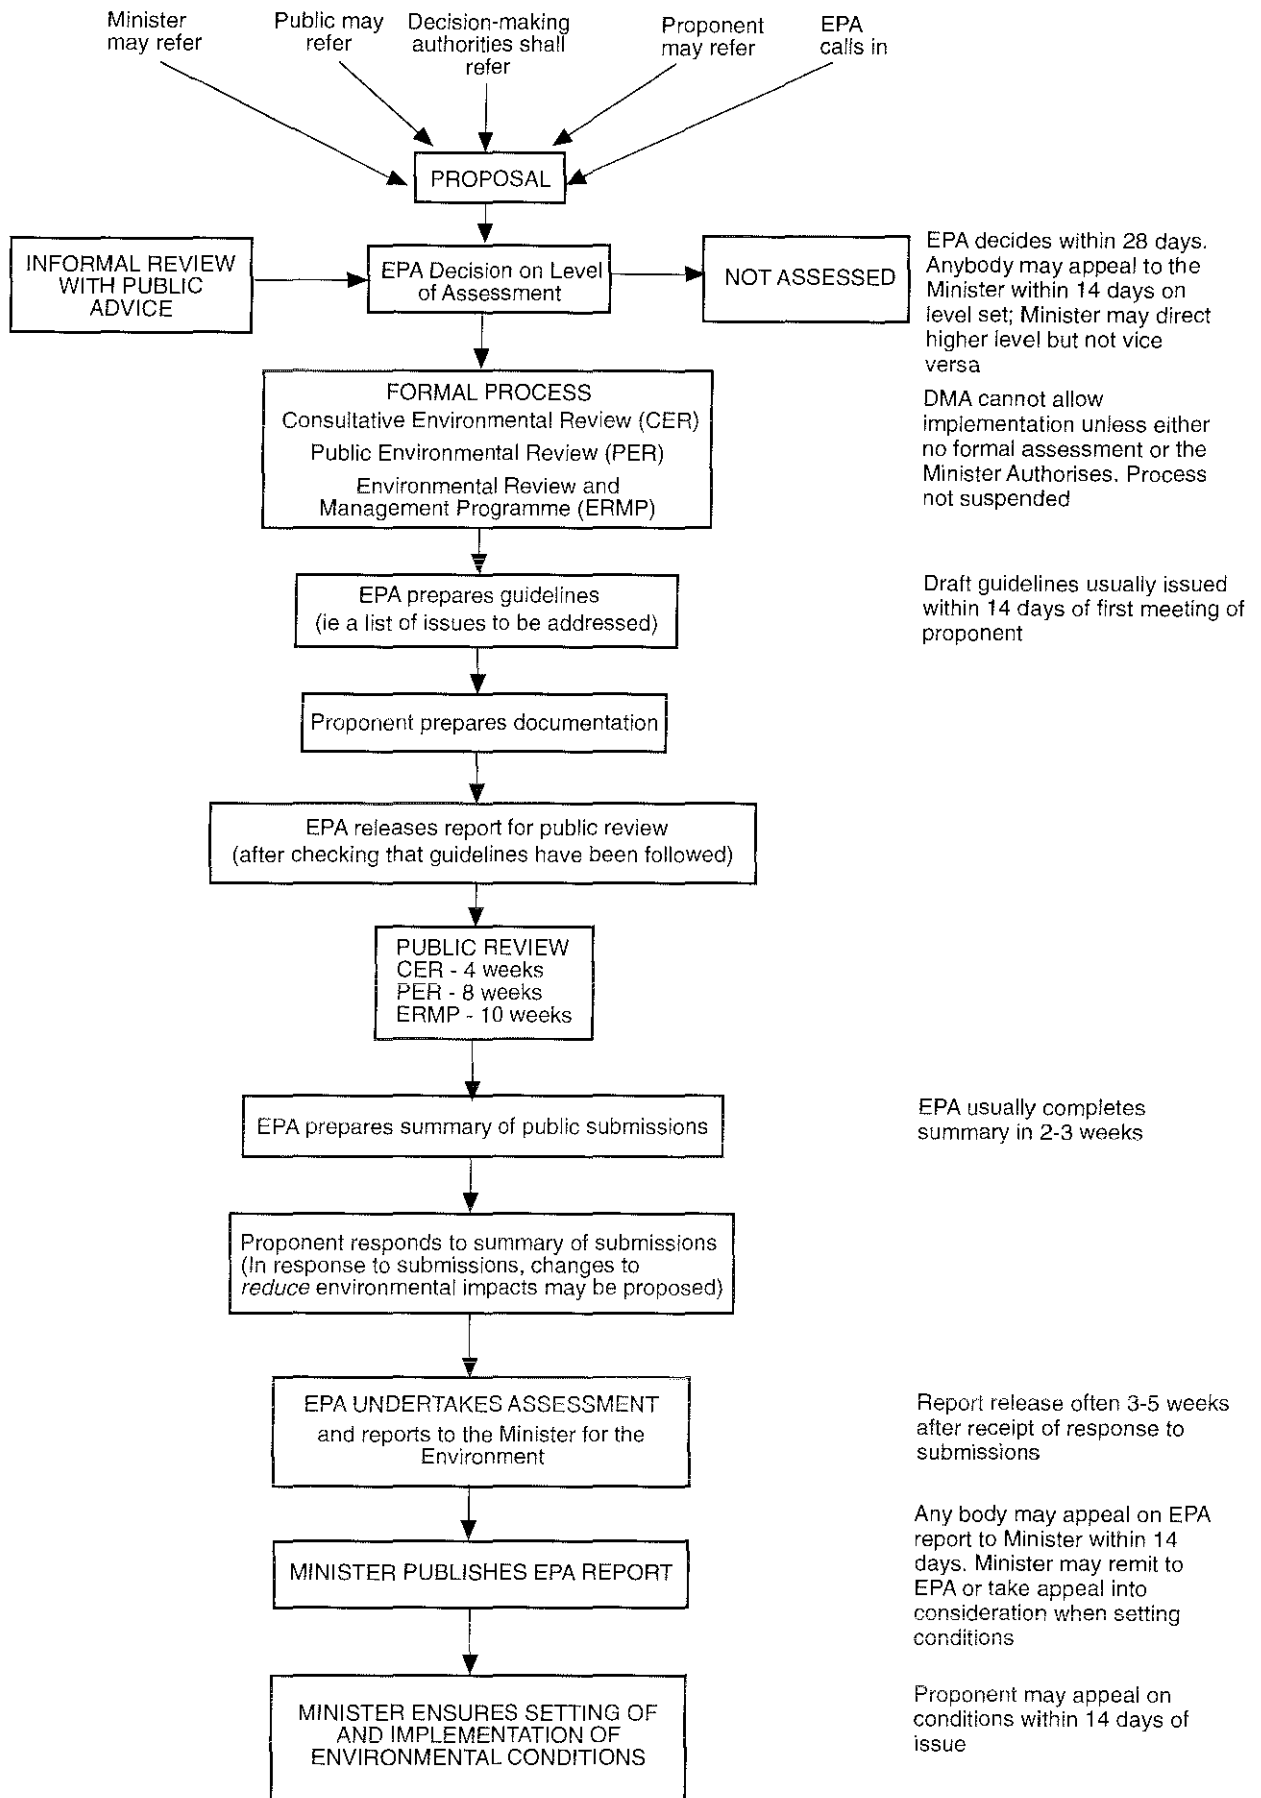 Minister
may refer
Public may
refer
Decision-making
authorities shall
refer
Proponent
may refer
EPA
calls in
PROPOSAL
INFORMAL REVIEW
WITH PUBLIC
ADVICE
EPA Decision on Level
of Assessment
NOT ASSESSED
EPA decides within 28 days.
Anybody may appeal to the
Minister within 14 days on
level set; Minister may direct
higher level but not vice
versa
FORMAL PROCESS
Consultative Environmental Review (CER)
Public Environmental Review (PER)
Environmental Review and
Management Programme (ERMP)
DMA cannot allow
implementation unless either
no formal assessment or the
Minister Authorises. Process
not suspended
EPA prepares guidelines
(ie a list of issues to be addressed)
Draft guidelines usually issued
within 14 days of first meeting of
proponent
Proponent prepares documentation
EPA releases report for public review
(after checking that guidelines have been followed)
PUBLIC REVIEW
CER - 4 weeks
PER - 8 weeks
ERMP - 10 weeks
EPA prepares summary of public submissions
EPA usually completes
summary in 2-3 weeks
Proponent responds to summary of submissions
(In response to submissions, changes to
reduce environmental impacts may be proposed)
EPA UNDERTAKES ASSESSMENT
and reports to the Minister for the
Environment
Report release often 3-5 weeks
after receipt of response to
submissions
MINISTER PUBLISHES EPA REPORT
Any body may appeal on EPA
report to Minister within 14
days. Minister may remit to
EPA or take appeal into
consideration when setting
conditions
MINISTER ENSURES SETTING OF
AND IMPLEMENTATION OF
ENVIRONMENTAL CONDITIONS
Proponent may appeal on
conditions within 14 days of
issue